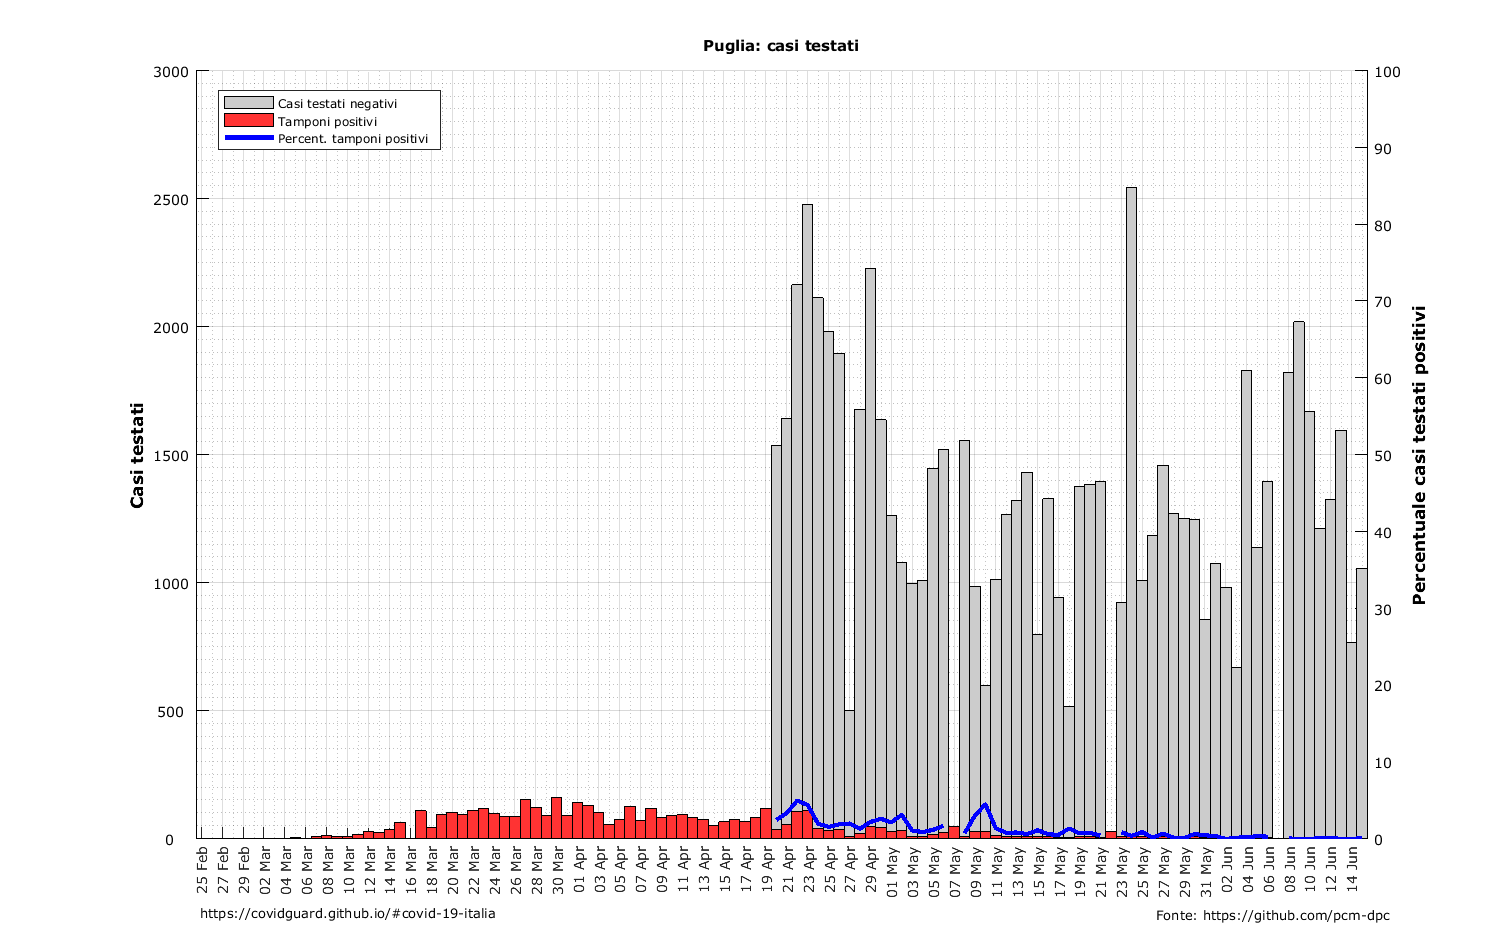 Puglia: casi testati
Casi testati negativi
Tamponi positivi
Percent. tamponi positivi
Casi testati
3000
2500
2000
1500
1000
500
0
100
90
80
70
60
50
40
30
20
10
0
Percentuale casi testati positivi
25 Feb
27 Feb
29 Feb
02 Mar
04 Mar
06 Mar
08 Mar
10 Mar
12 Mar
14 Mar
16 Mar
18 Mar
20 Mar
22 Mar
24 Mar
26 Mar
28 Mar
30 Mar
01 Apr
03 Apr
05 Apr
07 Apr
09 Apr
11 Apr
13 Apr
15 Apr
17 Apr
19 Apr
21 Apr
23 Apr
25 Apr
27 Apr
29 Apr
01 May
03 May
05 May
07 May
09 May
11 May
13 May
15 May
17 May
19 May
21 May
23 May
25 May
27 May
29 May
31 May
02 Jun
04 Jun
06 Jun
08 Jun
10 Jun
12 Jun
14 Jun
https://covidguard.github.io/#covid-19-italia
Fonte: https://github.com/pcm-dpc